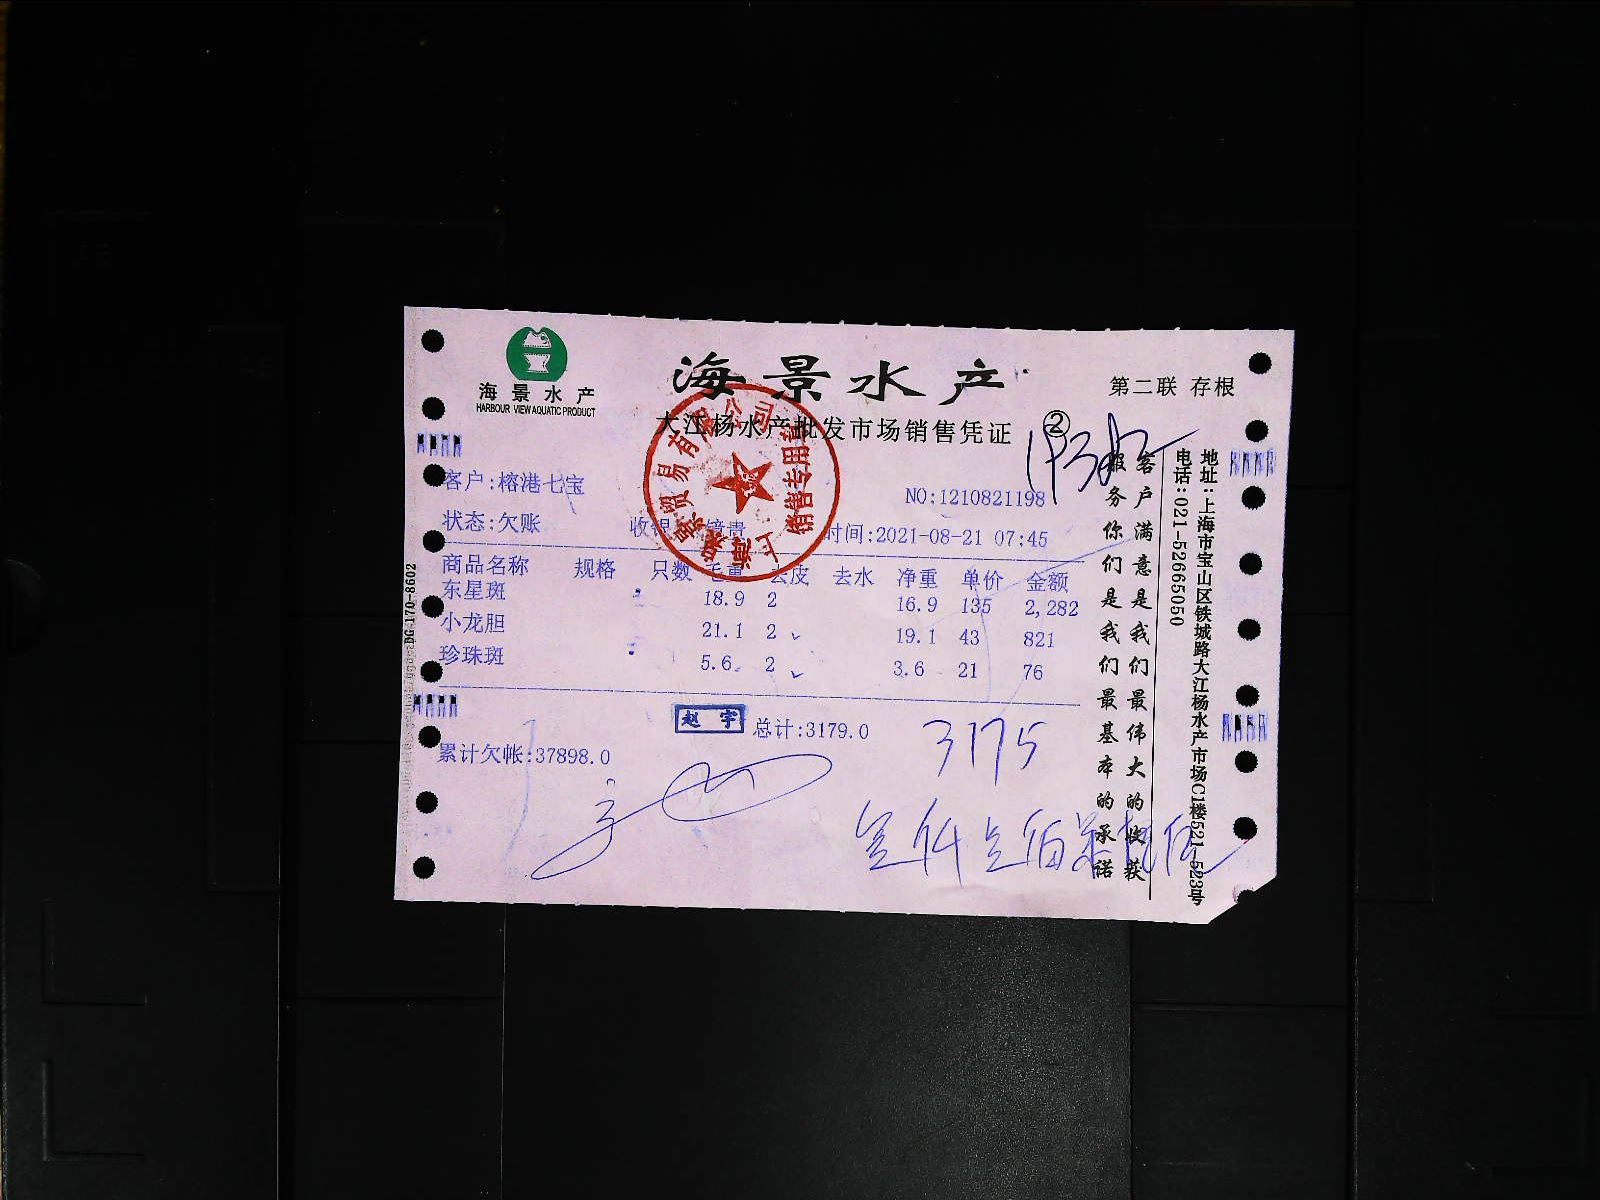 海景水产
HARBOUR VIEW AQUATIC PRODUCT
海景水产
第二联 存根
大江杨水产批发市场销售凭证 ②
客户:榕港七宝
NO:1210821198
状态:欠账
时间:2021-08-21 07:45
商品名称 规格 只数 毛重 去皮 去水 净重 单价 金额
东星斑 18.9 2 16.9 135 2,282
小龙胆 21.1 2 19.1 43 821
珍珠斑 5.6 2 3.6 21 76
赵宇
总计:3179.0
3175
累计欠帐:37898.0
客户满意是我们最伟大的收获
服务你们是我们最基本的承诺
地址:上海市宝山区铁城路大江杨水产市场C1楼521-523号
电话:021-52665050
DG-170-8602
销售专用章